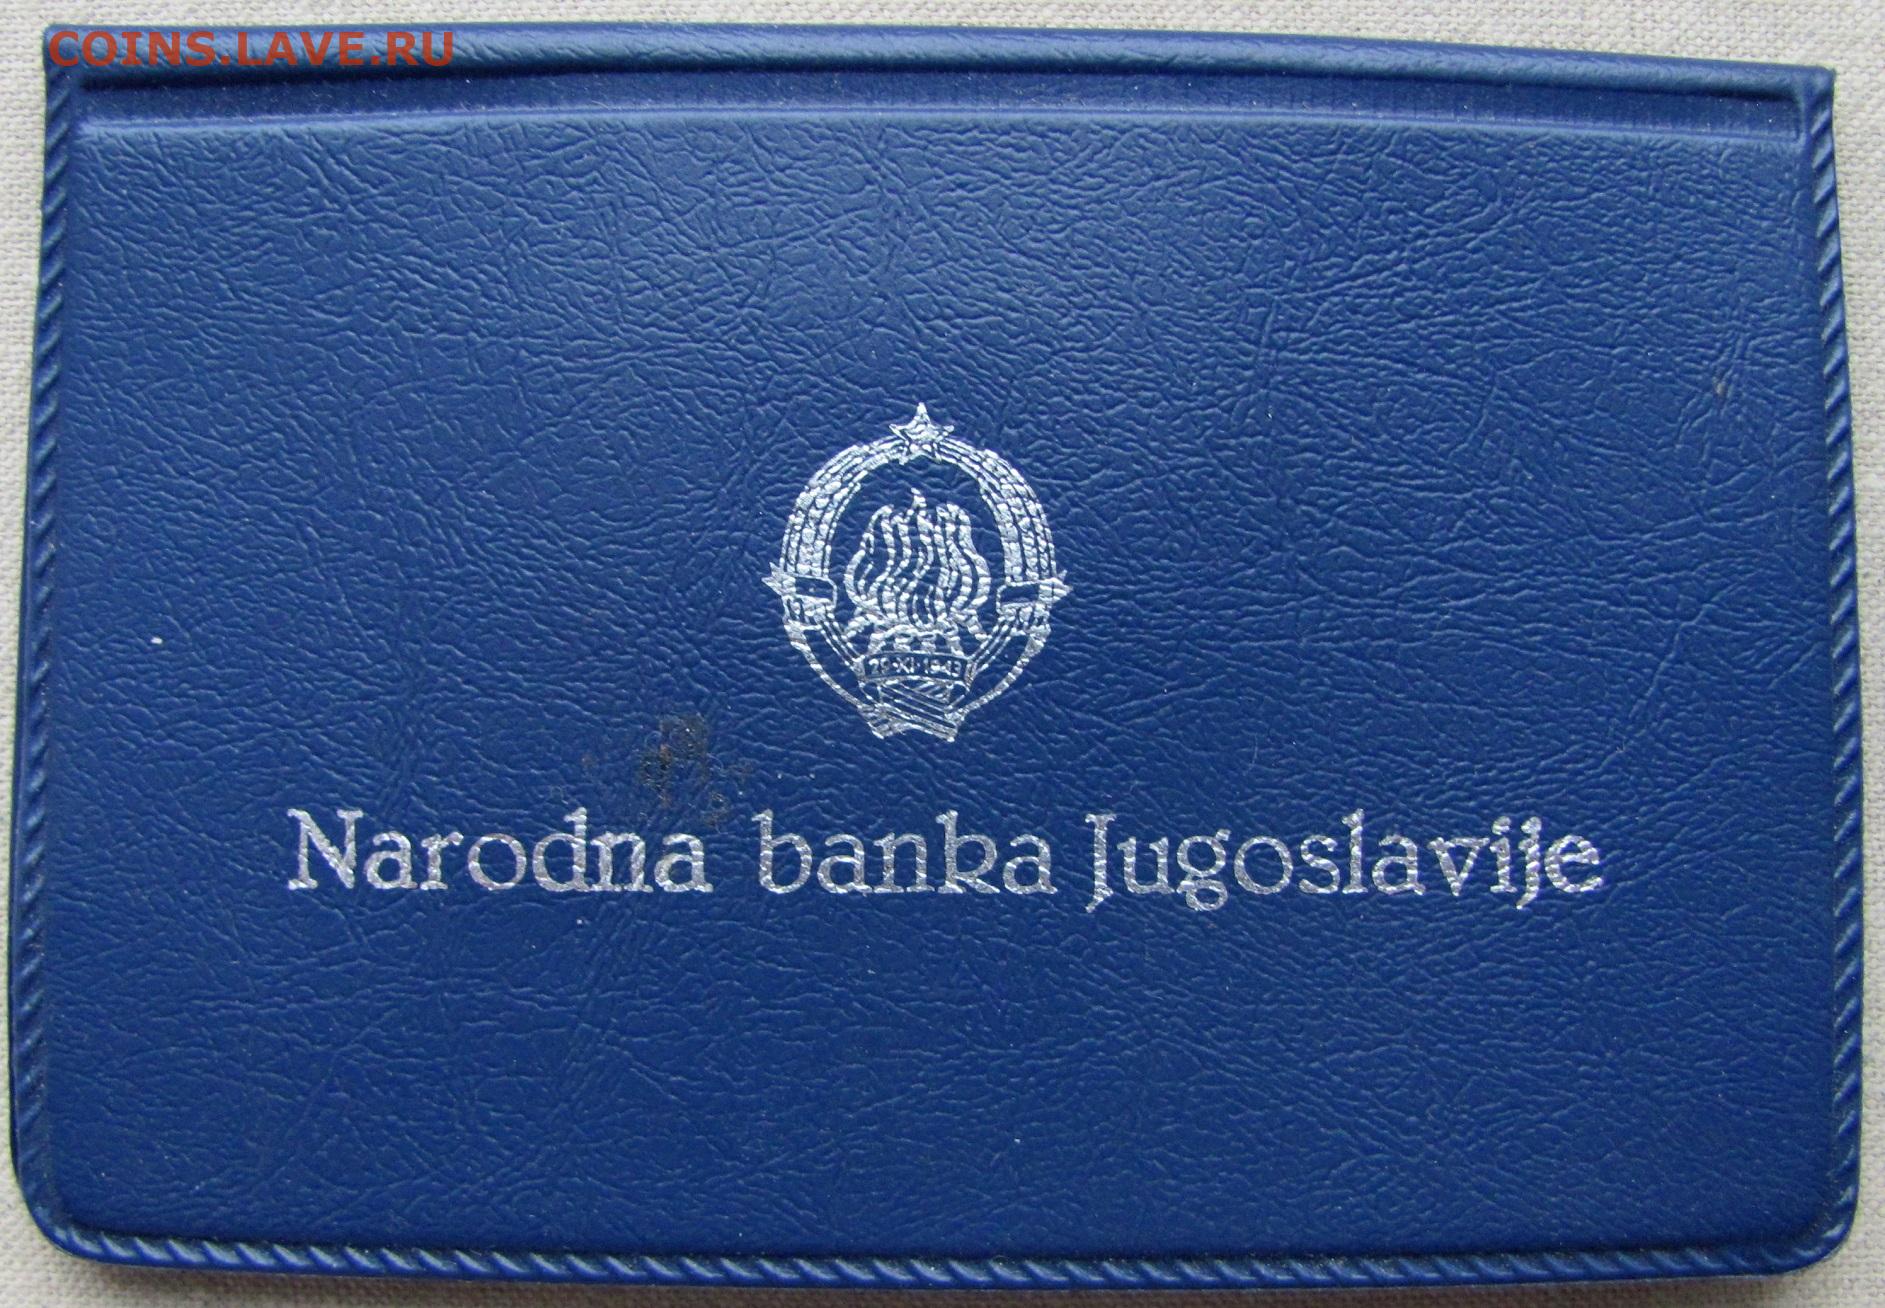 COINS.LAVE.RU
29·XI·1943
Narodna banka Jugoslavije